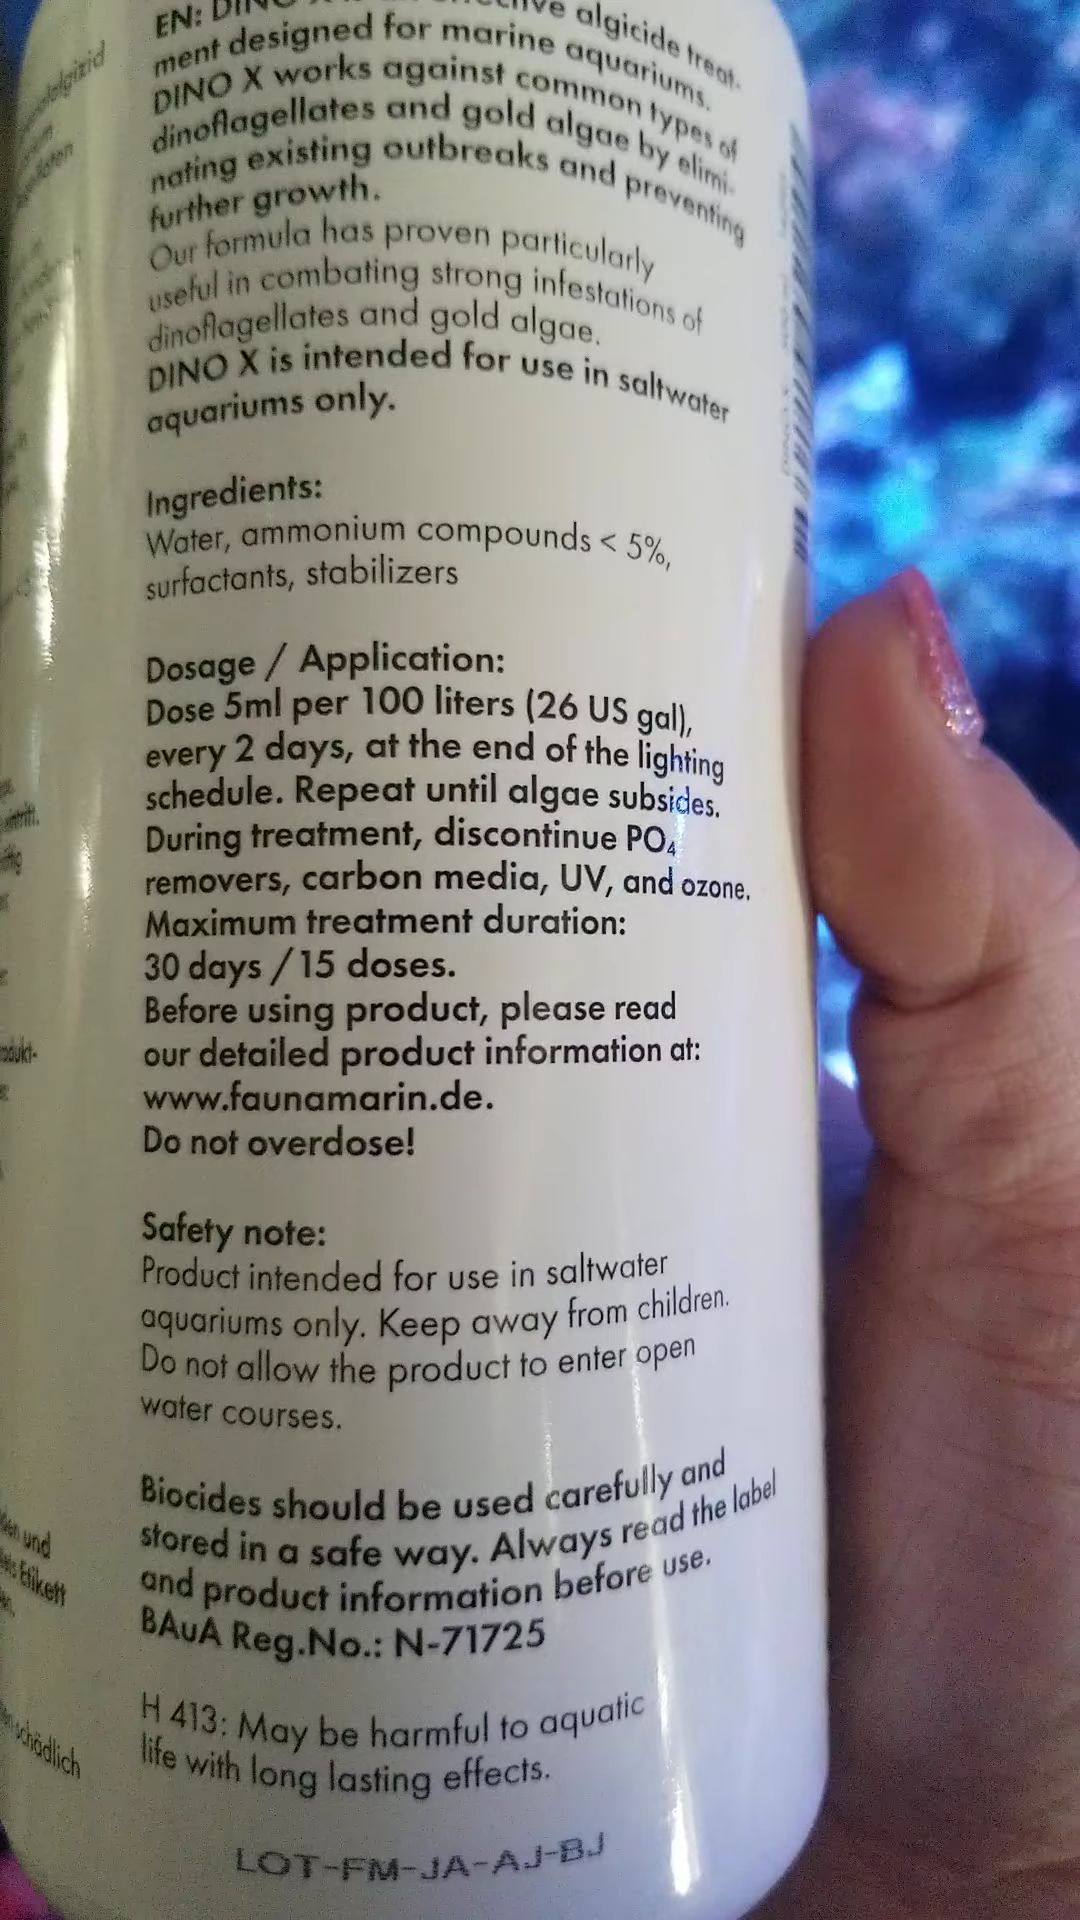 EN: DINO X is an effective algicide treat-
ment designed for marine aquariums.
DINO X works against common types of
dinoflagellates and gold algae by elimi-
nating existing outbreaks and preventing
further growth.
Our formula has proven particularly
useful in combating strong infestations of
dinoflagellates and gold algae.
DINO X is intended for use in saltwater
aquariums only.
Ingredients:
Water, ammonium compounds < 5%,
surfactants, stabilizers
Dosage / Application:
Dose 5ml per 100 liters (26 US gal),
every 2 days, at the end of the lighting
schedule. Repeat until algae subsides.
During treatment, discontinue PO₄
removers, carbon media, UV, and ozone.
Maximum treatment duration:
30 days / 15 doses.
Before using product, please read
our detailed product information at:
www.faunamarin.de.
Do not overdose!
Safety note:
Product intended for use in saltwater
aquariums only. Keep away from children.
Do not allow the product to enter open
water courses.
Biocides should be used carefully and
stored in a safe way. Always read the label
and product information before use.
BAuA Reg.No.: N-71725
H 413: May be harmful to aquatic
life with long lasting effects.
LOT-FM-JA-AJ-BJ
und
Etikett
schädlich